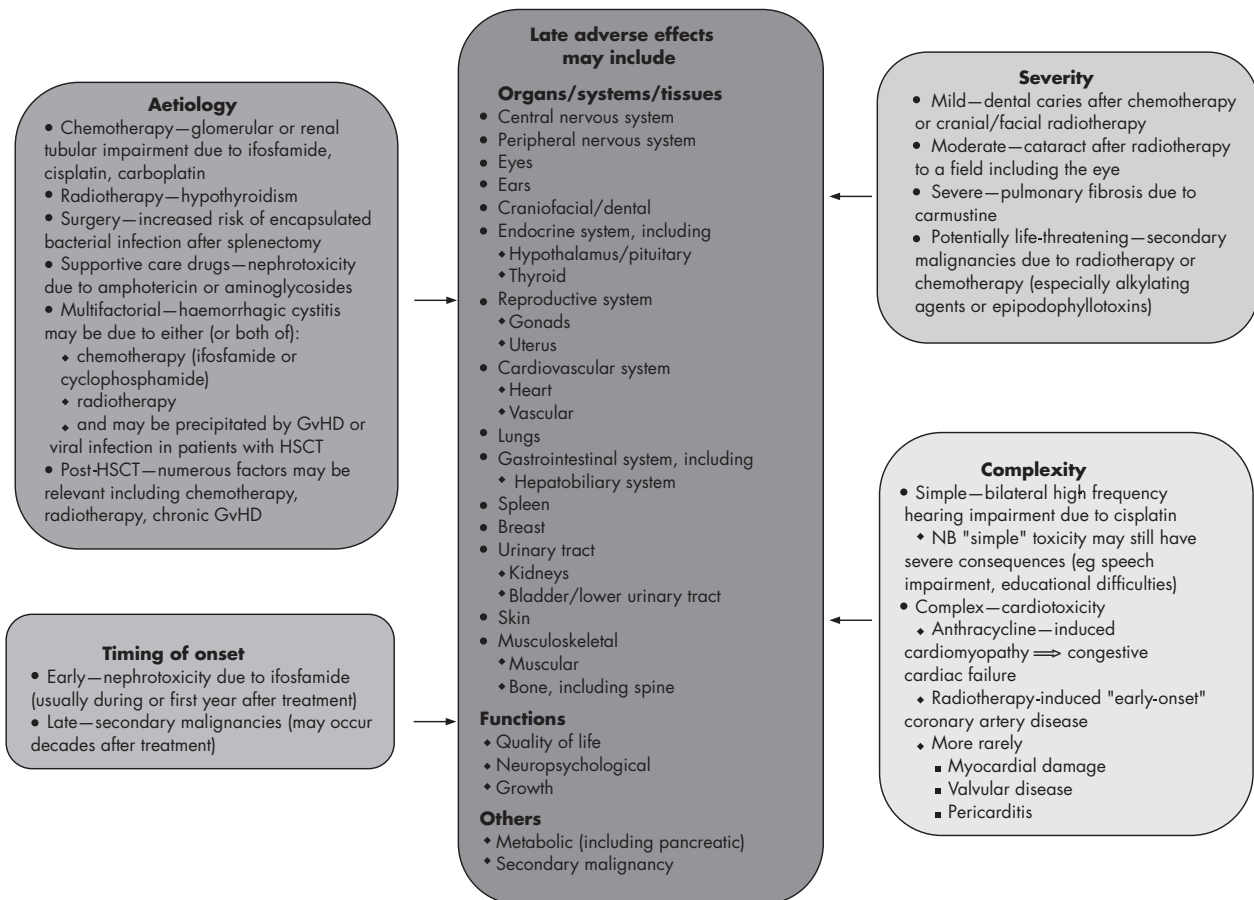 Late adverse effects
may include
Organs/systems/tissues
• Central nervous system
• Peripheral nervous system
• Eyes
• Ears
• Craniofacial/dental
• Endocrine system, including
◆ Hypothalamus/pituitary
◆ Thyroid
• Reproductive system
◆ Gonads
◆ Uterus
• Cardiovascular system
◆ Heart
◆ Vascular
• Lungs
• Gastrointestinal system, including
◆ Hepatobiliary system
• Spleen
• Breast
• Urinary tract
◆ Kidneys
◆ Bladder/lower urinary tract
• Skin
• Musculoskeletal
◆ Muscular
◆ Bone, including spine
Functions
◆ Quality of life
◆ Neuropsychological
◆ Growth
Others
◆ Metabolic (including pancreatic)
◆ Secondary malignancy
Aetiology
• Chemotherapy—glomerular or renal
tubular impairment due to ifosfamide,
cisplatin, carboplatin
• Radiotherapy—hypothyroidism
• Surgery—increased risk of encapsulated
bacterial infection after splenectomy
• Supportive care drugs—nephrotoxicity
due to amphotericin or aminoglycosides
• Multifactorial—haemorrhagic cystitis
may be due to either (or both of):
◆ chemotherapy (ifosfamide or
cyclophosphamide)
◆ radiotherapy
◆ and may be precipitated by GvHD or
viral infection in patients with HSCT
• Post-HSCT—numerous factors may be
relevant including chemotherapy,
radiotherapy, chronic GvHD
Timing of onset
• Early—nephrotoxicity due to ifosfamide
(usually during or first year after treatment)
• Late—secondary malignancies (may occur
decades after treatment)
Severity
• Mild—dental caries after chemotherapy
or cranial/facial radiotherapy
• Moderate—cataract after radiotherapy
to a field including the eye
• Severe—pulmonary fibrosis due to
carmustine
• Potentially life-threatening—secondary
malignancies due to radiotherapy or
chemotherapy (especially alkylating
agents or epipodophyllotoxins)
Complexity
• Simple—bilateral high frequency
hearing impairment due to cisplatin
◆ NB "simple" toxicity may still have
severe consequences (eg speech
impairment, educational difficulties)
• Complex—cardiotoxicity
◆ Anthracycline—induced
cardiomyopathy ⟹ congestive
cardiac failure
◆ Radiotherapy-induced "early-onset"
coronary artery disease
◆ More rarely
■ Myocardial damage
■ Valvular disease
■ Pericarditis